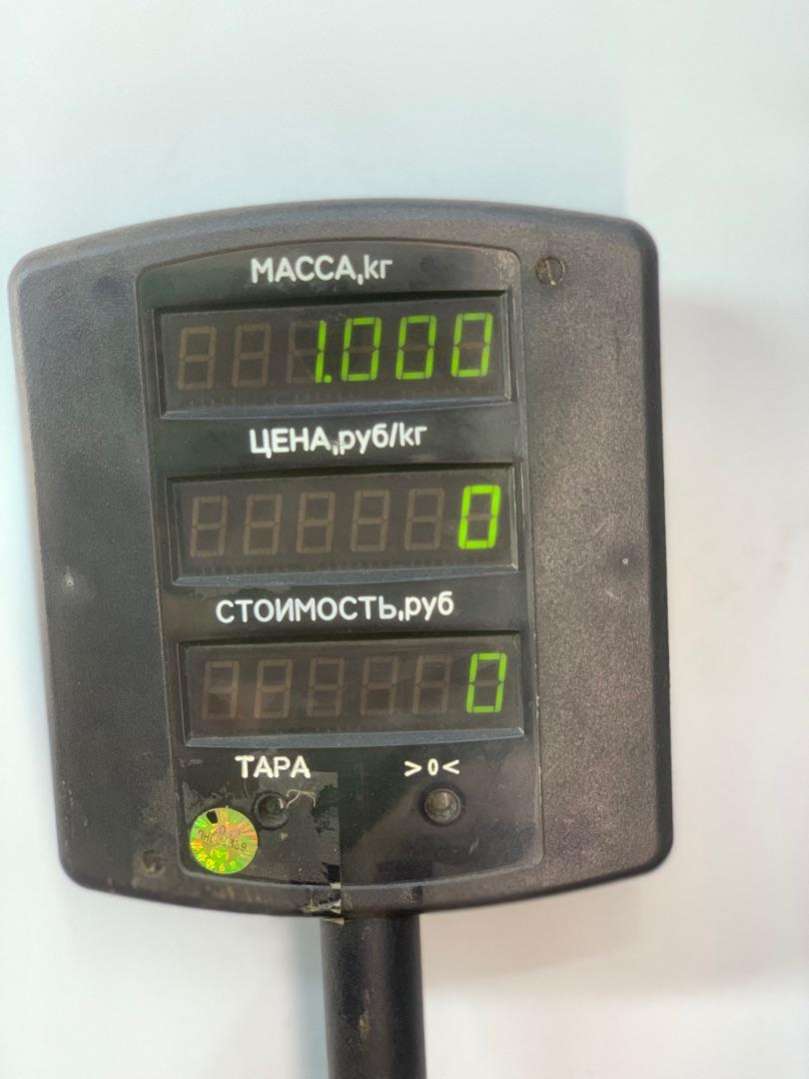 МАССА,кг
1.000
ЦЕНА,руб/кг
0
СТОИМОСТЬ,руб
0
ТАРА >0<